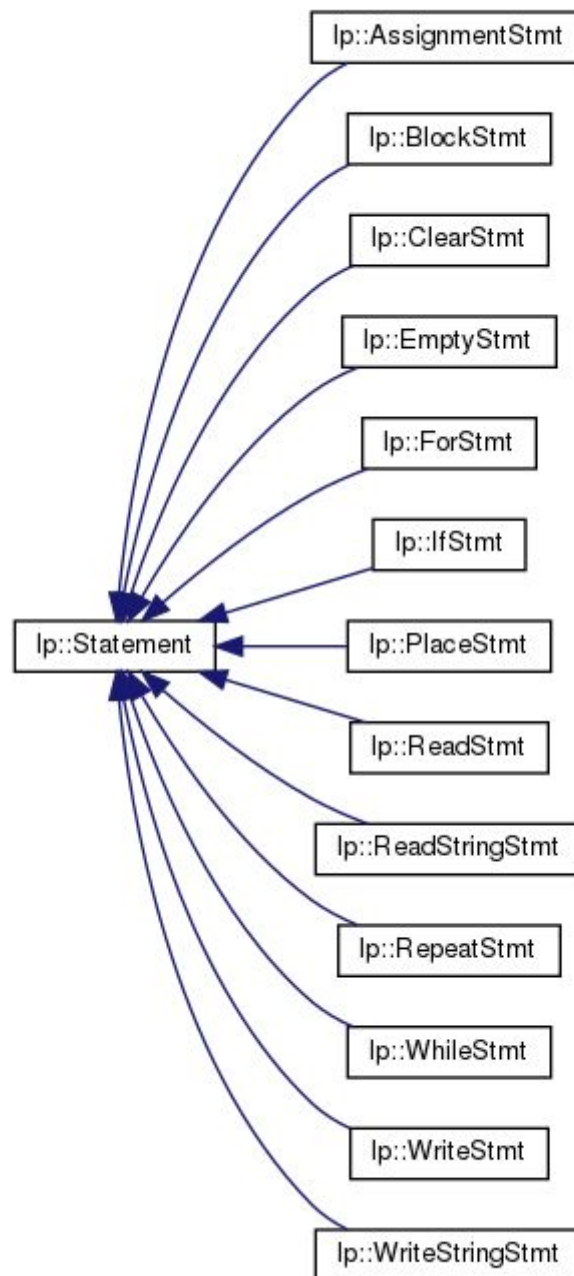 lp::AssignmentStmt
lp::BlockStmt
lp::ClearStmt
lp::EmptyStmt
lp::ForStmt
lp::IfStmt
lp::Statement
lp::PlaceStmt
lp::ReadStmt
lp::ReadStringStmt
lp::RepeatStmt
lp::WhileStmt
lp::WriteStmt
lp::WriteStringStmt